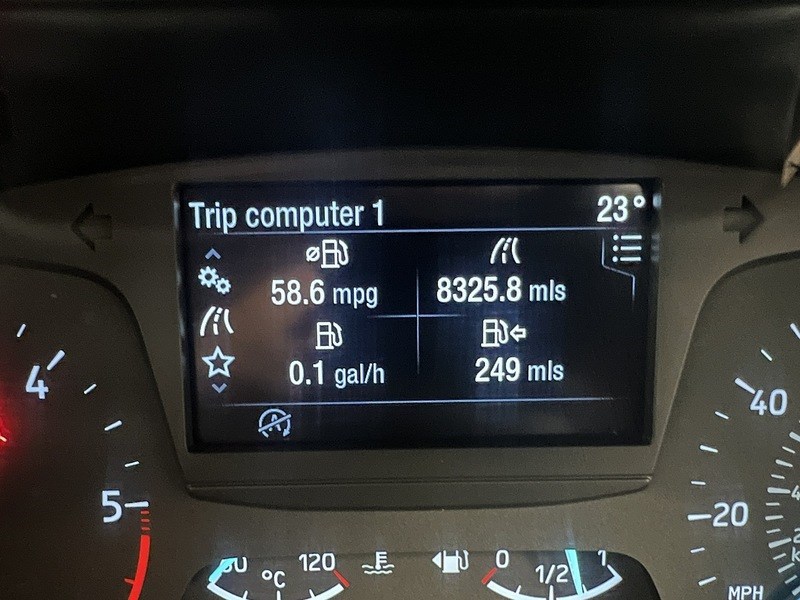 Trip computer 1 23°
58.6 mpg 8325.8 mls
0.1 gal/h 249 mls
A
4
5
40
20
MPH
120
°C
0 1/2 1